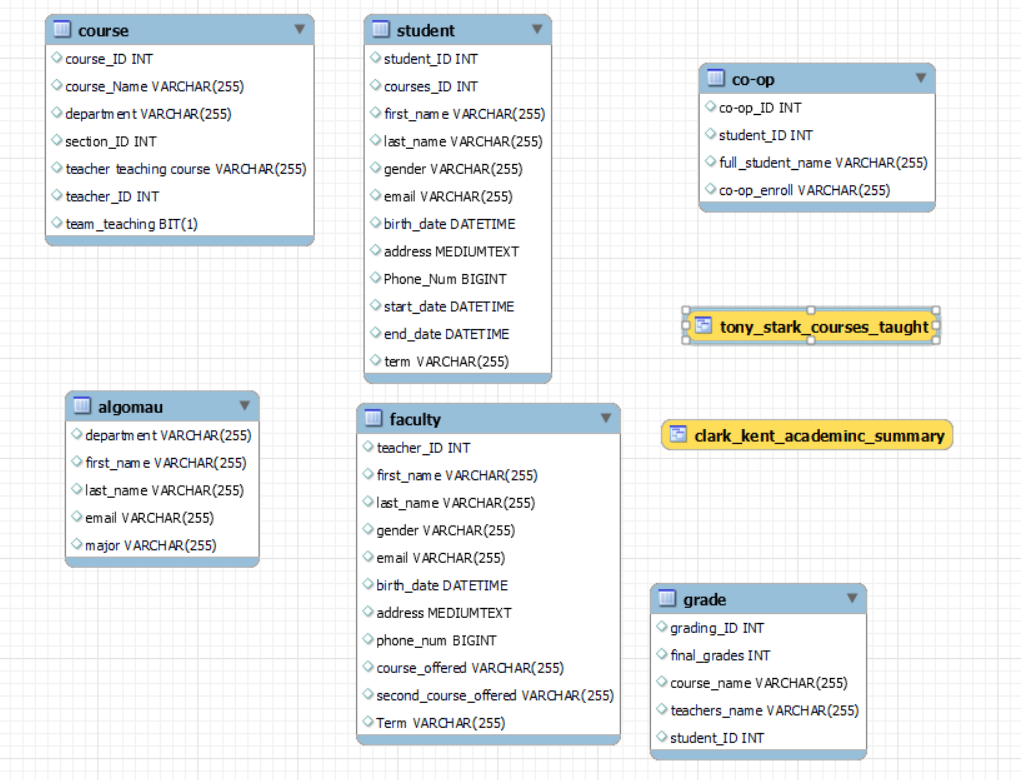 course
course_ID INT
course_Name VARCHAR(255)
department VARCHAR(255)
section_ID INT
teacher teaching course VARCHAR(255)
teacher_ID INT
team_teaching BIT(1)
student
student_ID INT
courses_ID INT
first_name VARCHAR(255)
last_name VARCHAR(255)
gender VARCHAR(255)
email VARCHAR(255)
birth_date DATETIME
address MEDIUMTEXT
Phone_Num BIGINT
start_date DATETIME
end_date DATETIME
term VARCHAR(255)
co-op
co-op_ID INT
student_ID INT
full_student_name VARCHAR(255)
co-op_enroll VARCHAR(255)
tony_stark_courses_taught
clark_kent_academinc_summary
algomau
department VARCHAR(255)
first_name VARCHAR(255)
last_name VARCHAR(255)
email VARCHAR(255)
major VARCHAR(255)
faculty
teacher_ID INT
first_name VARCHAR(255)
last_name VARCHAR(255)
gender VARCHAR(255)
email VARCHAR(255)
birth_date DATETIME
address MEDIUMTEXT
phone_num BIGINT
course_offered VARCHAR(255)
second_course_offered VARCHAR(255)
Term VARCHAR(255)
grade
grading_ID INT
final_grades INT
course_name VARCHAR(255)
teachers_name VARCHAR(255)
student_ID INT